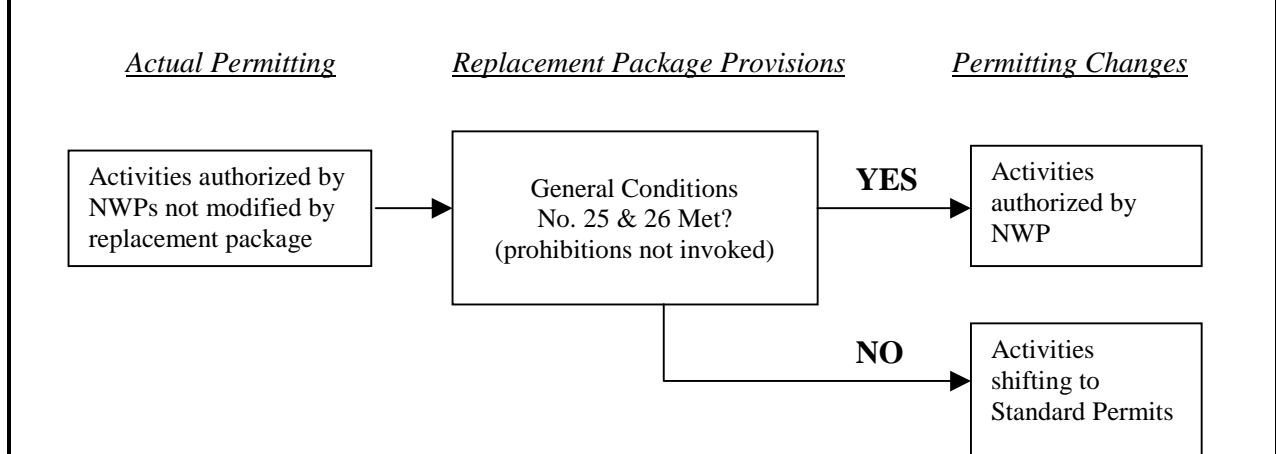 Actual Permitting
Replacement Package Provisions
Permitting Changes
Activities authorized by
NWPs not modified by
replacement package
General Conditions
No. 25 & 26 Met?
(prohibitions not invoked)
YES
Activities
authorized by
NWP
NO
Activities
shifting to
Standard Permits